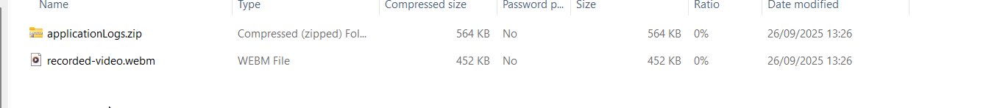 Name Type Compressed size Password p... Size Ratio Date modified
applicationLogs.zip Compressed (zipped) Fol... 564 KB No 564 KB 0% 26/09/2025 13:26
recorded-video.webm WEBM File 452 KB No 452 KB 0% 26/09/2025 13:26